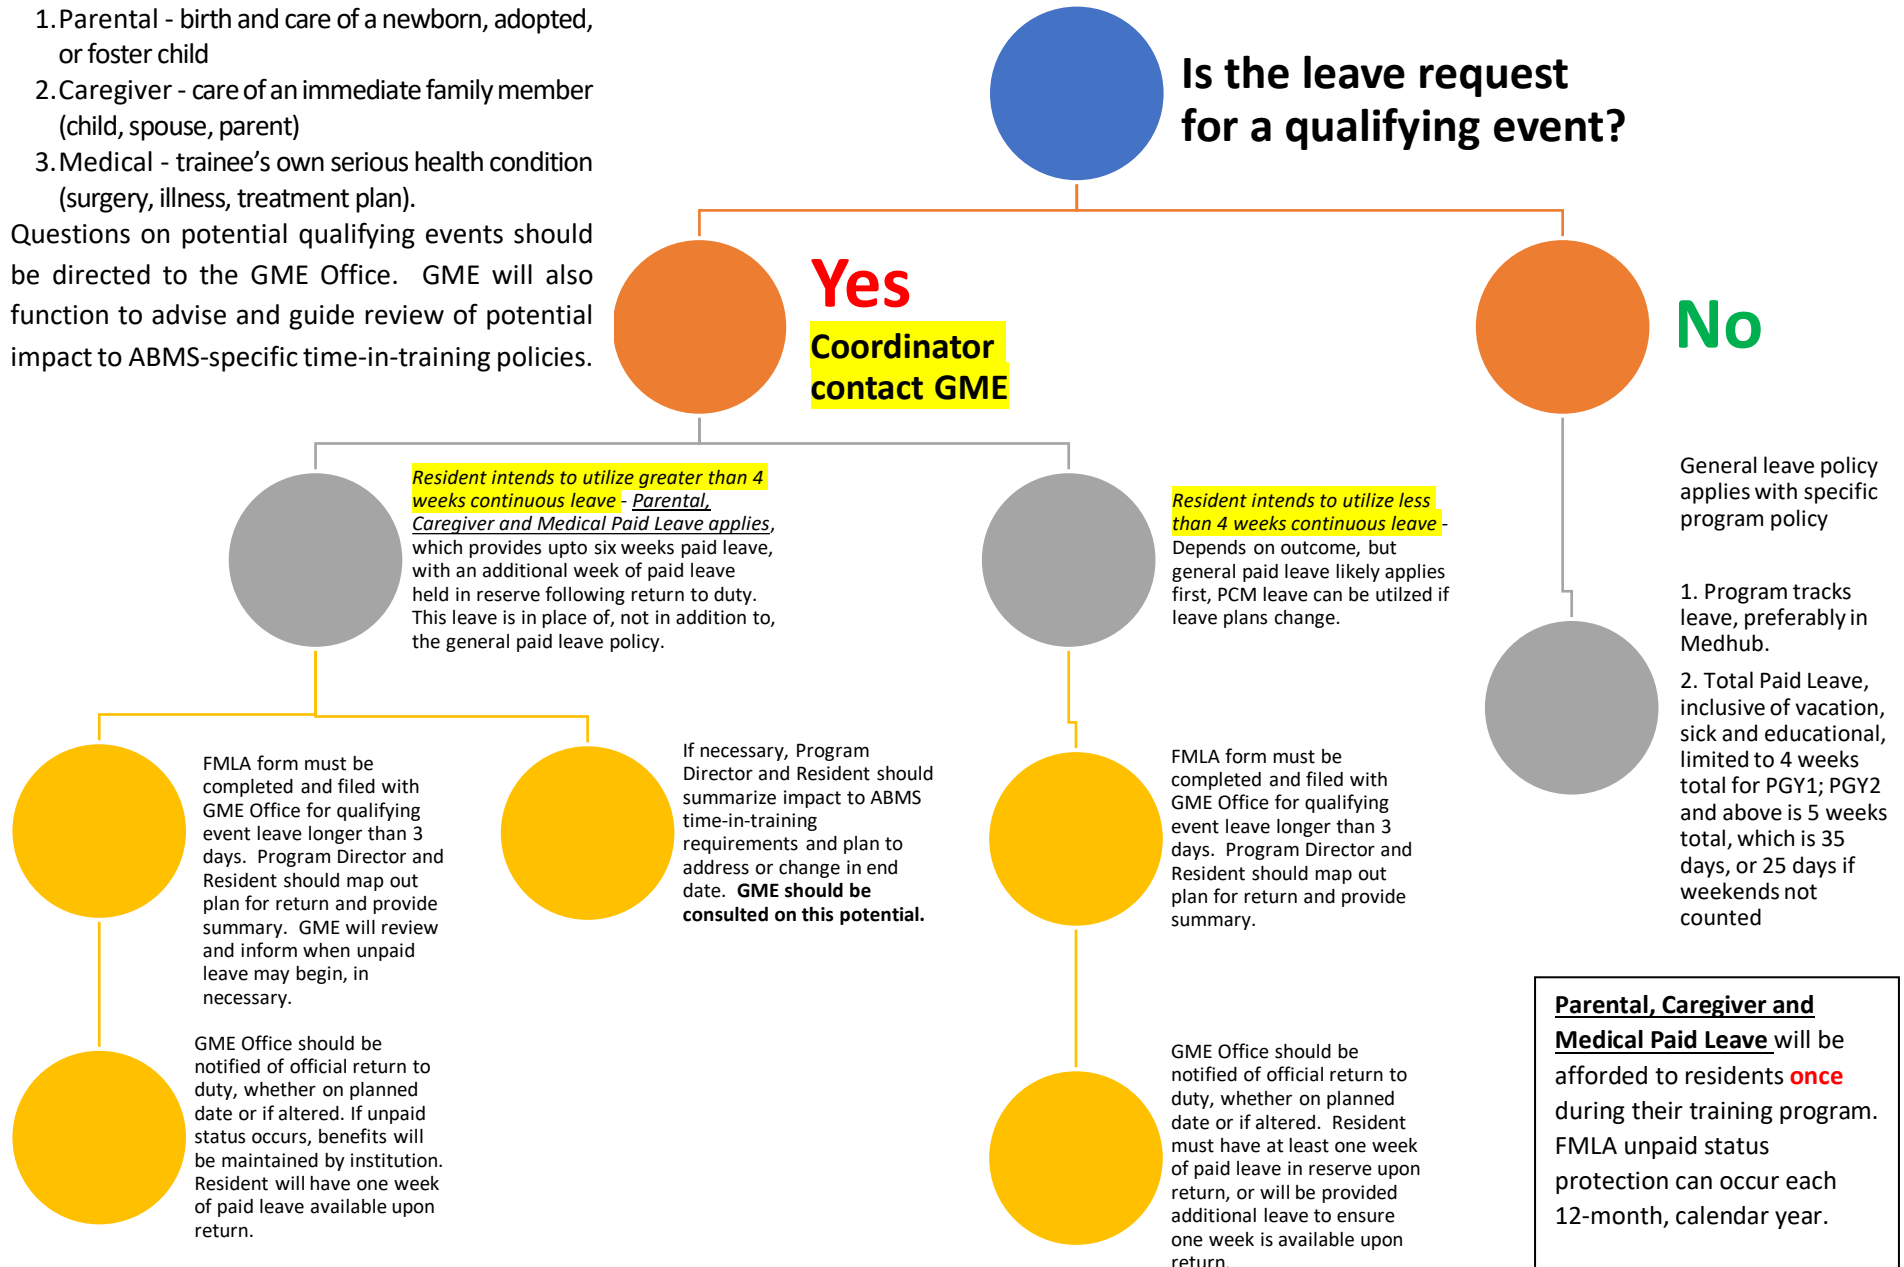 1. Parental - birth and care of a newborn, adopted,
or foster child
2. Caregiver - care of an immediate family member
(child, spouse, parent)
3. Medical - trainee’s own serious health condition
(surgery, illness, treatment plan).
Questions on potential qualifying events should
be directed to the GME Office. GME will also
function to advise and guide review of potential
impact to ABMS-specific time-in-training policies.
Is the leave request
for a qualifying event?
Yes
Coordinator
contact GME
No
Resident intends to utilize greater than 4
weeks continuous leave - Parental,
Caregiver and Medical Paid Leave applies,
which provides upto six weeks paid leave,
with an additional week of paid leave
held in reserve following return to duty.
This leave is in place of, not in addition to,
the general paid leave policy.
Resident intends to utilize less
than 4 weeks continuous leave -
Depends on outcome, but
general paid leave likely applies
first, PCM leave can be utilzed if
leave plans change.
General leave policy
applies with specific
program policy
1. Program tracks
leave, preferably in
Medhub.
2. Total Paid Leave,
inclusive of vacation,
sick and educational,
limited to 4 weeks
total for PGY1; PGY2
and above is 5 weeks
total, which is 35
days, or 25 days if
weekends not
counted
FMLA form must be
completed and filed with
GME Office for qualifying
event leave longer than 3
days. Program Director and
Resident should map out
plan for return and provide
summary. GME will review
and inform when unpaid
leave may begin, in
necessary.
If necessary, Program
Director and Resident should
summarize impact to ABMS
time-in-training
requirements and plan to
address or change in end
date. GME should be
consulted on this potential.
FMLA form must be
completed and filed with
GME Office for qualifying
event leave longer than 3
days. Program Director and
Resident should map out
plan for return and provide
summary.
GME Office should be
notified of official return to
duty, whether on planned
date or if altered. If unpaid
status occurs, benefits will
be maintained by institution.
Resident will have one week
of paid leave available upon
return.
GME Office should be
notified of official return to
duty, whether on planned
date or if altered. Resident
must have at least one week
of paid leave in reserve upon
return, or will be provided
additional leave to ensure
one week is available upon
return.
Parental, Caregiver and
Medical Paid Leave will be
afforded to residents once
during their training program.
FMLA unpaid status
protection can occur each
12-month, calendar year.